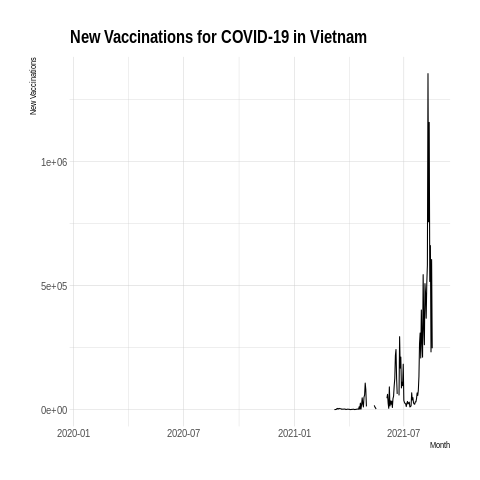 New Vaccinations for COVID-19 in Vietnam
New Vaccinations
1e+06
5e+05
0e+00
2020-01 2020-07 2021-01 2021-07
Month